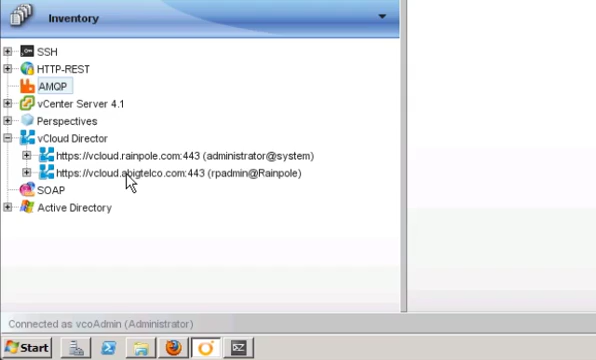 Inventory
SSH
HTTP-REST
AMQP
vCenter Server 4.1
Perspectives
vCloud Director
https://vcloud.rainpole.com:443 (administrator@system)
https://vcloud.abigtelco.com:443 (rpadmin@Rainpole)
SOAP
Active Directory
Connected as vcoAdmin (Administrator)
Start